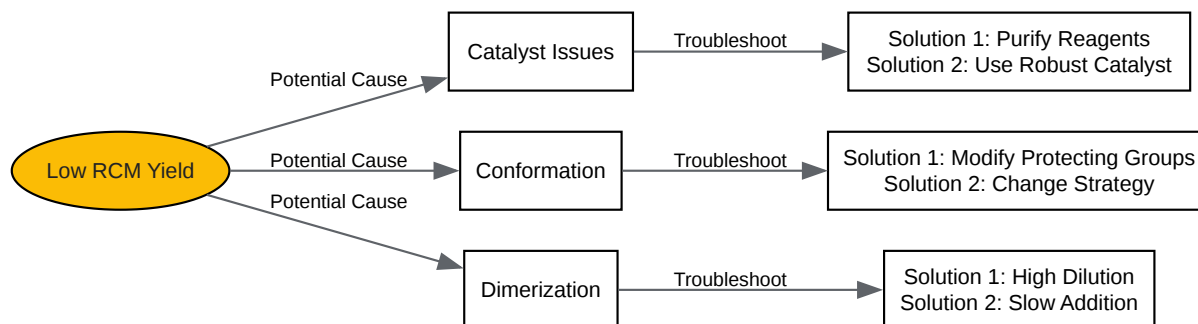 Low RCM Yield
Potential Cause
Catalyst Issues
Troubleshoot
Solution 1: Purify Reagents
Solution 2: Use Robust Catalyst
Potential Cause
Conformation
Troubleshoot
Solution 1: Modify Protecting Groups
Solution 2: Change Strategy
Potential Cause
Dimerization
Troubleshoot
Solution 1: High Dilution
Solution 2: Slow Addition